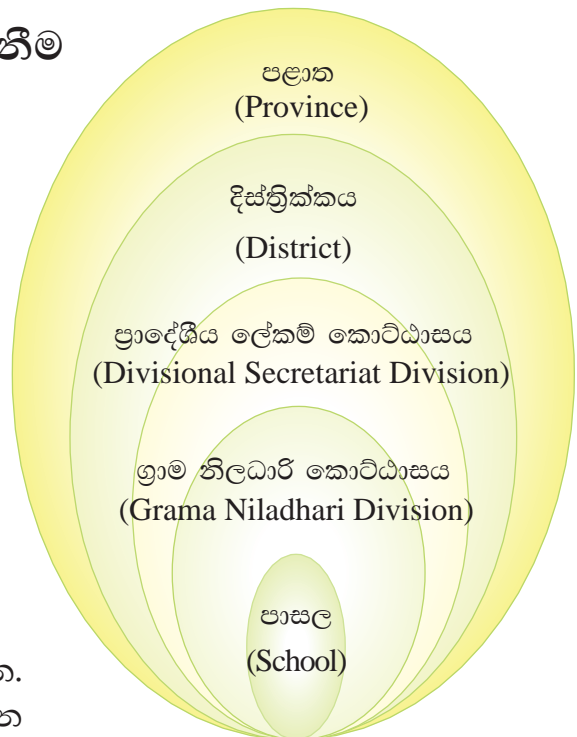 නීම
පළාත
(Province)
දිස්ත්‍රික්කය
(District)
ප්‍රාදේශීය ලේකම් කොට්ඨාසය
(Divisional Secretariat Division)
ග්‍රාම නිලධාරි කොට්ඨාසය
(Grama Niladhari Division)
පාසල
(School)